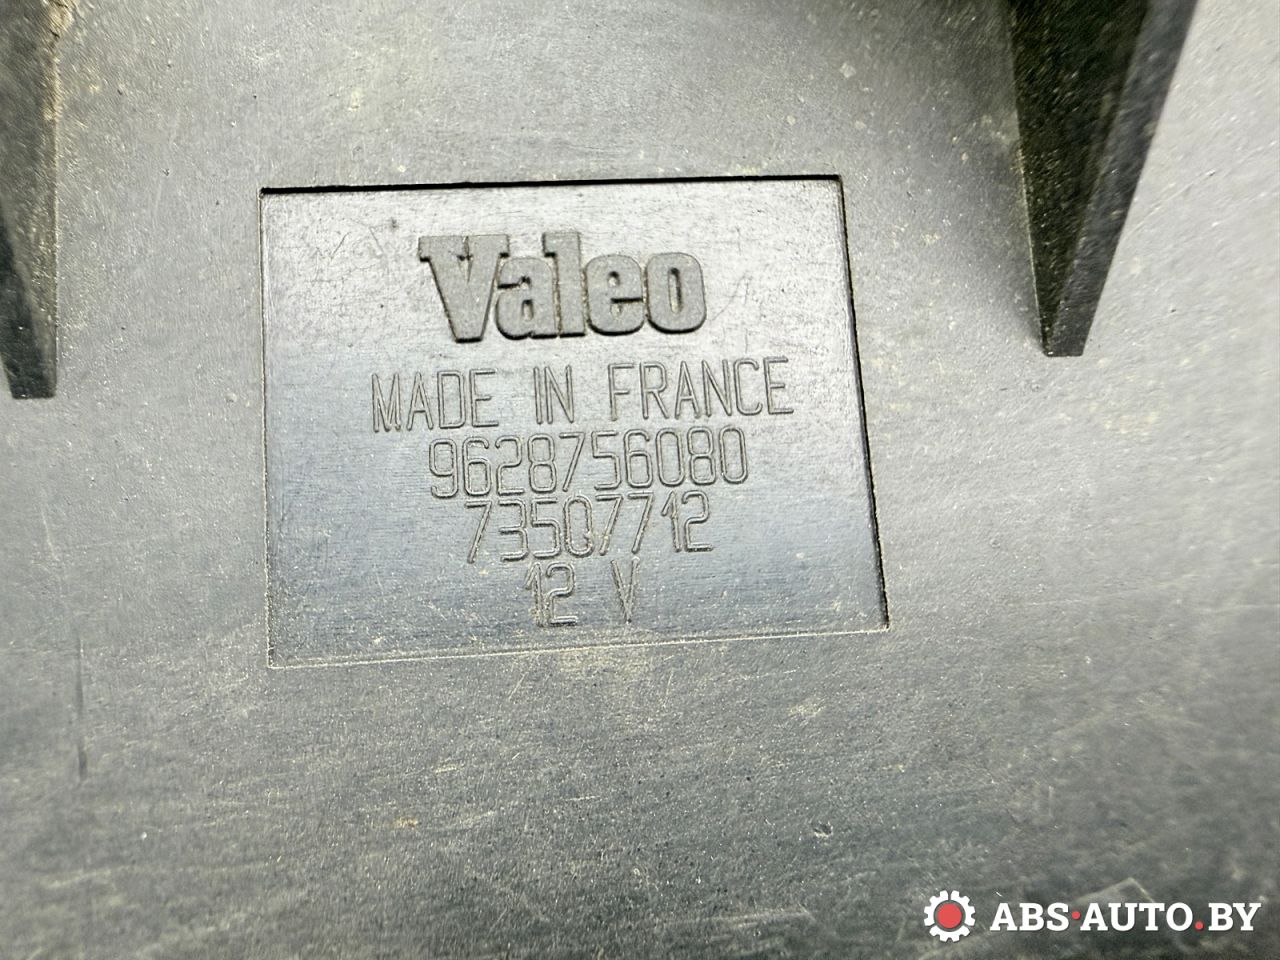 Valeo
MADE IN FRANCE
9628756080
73507712
12 V
ABS·AUTO.BY